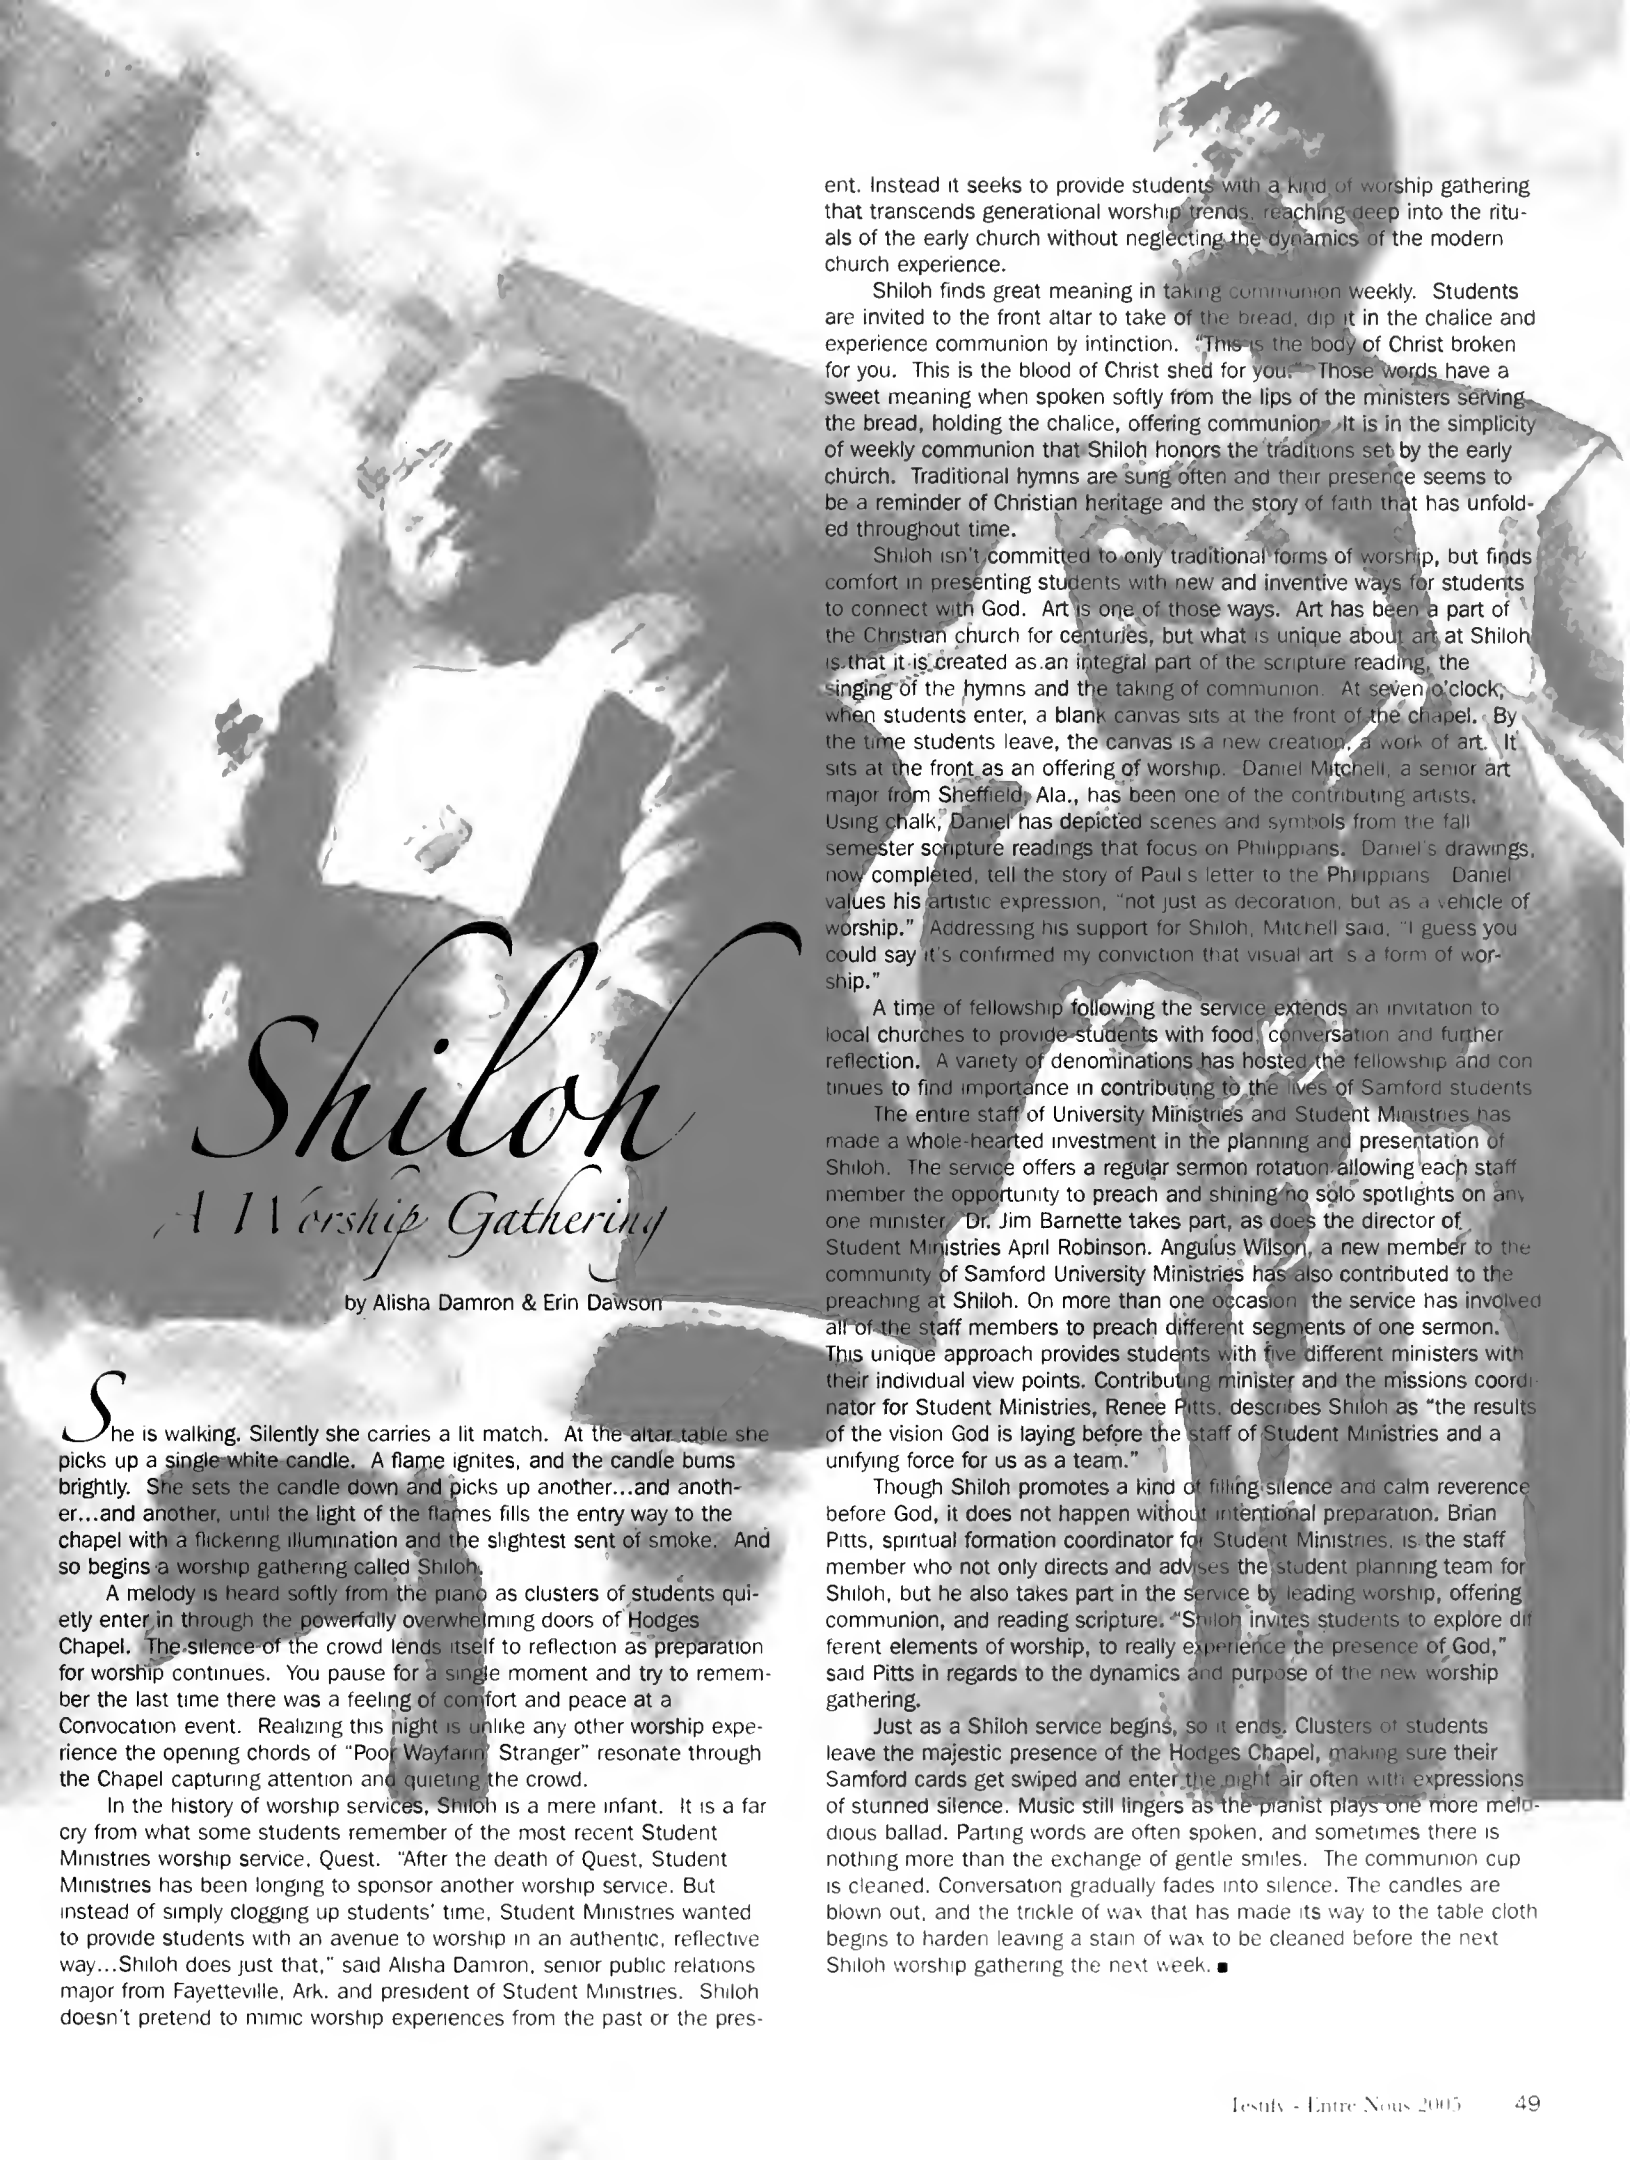 Shiloh
A Worship Gathering
by Alisha Damron & Erin Dawson
She is walking. Silently she carries a lit match.  At the altar table she
picks up a single white candle.  A flame ignites, and the candle burns
brightly.  She sets the candle down and picks up another...and anoth-
er...and another, until the light of the flames fills the entry way to the
chapel with a flickering illumination and the slightest sent of smoke.  And
so begins a worship gathering called Shiloh.
A melody is heard softly from the piano as clusters of students qui-
etly enter in through the powerfully overwhelming doors of Hodges
Chapel.  The silence of the crowd lends itself to reflection as preparation
for worship continues.  You pause for a single moment and try to remem-
ber the last time there was a feeling of comfort and peace at a
Convocation event.  Realizing this night is unlike any other worship expe-
rience the opening chords of "Poor Wayfarin' Stranger" resonate through
the Chapel capturing attention and quieting the crowd.
In the history of worship services, Shiloh is a mere infant.  It is a far
cry from what some students remember of the most recent Student
Ministries worship service, Quest.  "After the death of Quest, Student
Ministries has been longing to sponsor another worship service. But
instead of simply clogging up students' time, Student Ministries wanted
to provide students with an avenue to worship in an authentic, reflective
way...Shiloh does just that," said Alisha Damron, senior public relations
major from Fayetteville, Ark. and president of Student Ministries.  Shiloh
doesn't pretend to mimic worship experiences from the past or the pres-
ent. Instead it seeks to provide students with a kind of worship gathering
that transcends generational worship trends, reaching deep into the ritu-
als of the early church without neglecting the dynamics of the modern
church experience.
Shiloh finds great meaning in taking communion weekly.  Students
are invited to the front altar to take of the bread, dip it in the chalice and
experience communion by intinction.  "This is the body of Christ broken
for you.  This is the blood of Christ shed for you."  Those words have a
sweet meaning when spoken softly from the lips of the ministers serving
the bread, holding the chalice, offering communion.  It is in the simplicity
of weekly communion that Shiloh honors the traditions set by the early
church.  Traditional hymns are sung often and their presence seems to
be a reminder of Christian heritage and the story of faith that has unfold-
ed throughout time.
Shiloh isn't committed to only traditional forms of worship, but finds
comfort in presenting students with new and inventive ways for students
to connect with God.  Art is one of those ways.  Art has been a part of
the Christian church for centuries, but what is unique about art at Shiloh
is that it is created as an integral part of the scripture reading, the
singing of the hymns and the taking of communion.  At seven o'clock,
when students enter, a blank canvas sits at the front of the chapel.  By
the time students leave, the canvas is a new creation, a work of art.  It
sits at the front as an offering of worship.  Daniel Mitchell, a senior art
major from Sheffield, Ala., has been one of the contributing artists.
Using chalk, Daniel has depicted scenes and symbols from the fall
semester scripture readings that focus on Philippians.  Daniel's drawings,
now completed, tell the story of Paul's letter to the Philippians.  Daniel
values his artistic expression, "not just as decoration, but as a vehicle of
worship."  Addressing his support for Shiloh, Mitchell said, "I guess you
could say it's confirmed my conviction that visual art is a form of wor-
ship."
A time of fellowship following the service extends an invitation to
local churches to provide students with food, conversation and further
reflection.  A variety of denominations has hosted the fellowship and con
tinues to find importance in contributing to the lives of Samford students
The entire staff of University Ministries and Student Ministries has
made a whole-hearted investment in the planning and presentation of
Shiloh.  The service offers a regular sermon rotation allowing each staff
member the opportunity to preach and shining no solo spotlights on any
one minister.  Dr. Jim Barnette takes part, as does the director of
Student Ministries April Robinson. Angulus Wilson, a new member to the
community of Samford University Ministries has also contributed to the
preaching at Shiloh. On more than one occasion  the service has involved
all of the staff members to preach different segments of one sermon.
This unique approach provides students with five different ministers with
their individual view points. Contributing minister and the missions coordi-
nator for Student Ministries, Renee Pitts, describes Shiloh as "the results
of the vision God is laying before the staff of Student Ministries and a
unifying force for us as a team."
Though Shiloh promotes a kind of filling silence and calm reverence
before God, it does not happen without intentional preparation. Brian
Pitts, spiritual formation coordinator for Student Ministries, is the staff
member who not only directs and advises the student planning team for
Shiloh, but he also takes part in the service by leading worship, offering
communion, and reading scripture. "Shiloh invites students to explore dif
ferent elements of worship, to really experience the presence of God,"
said Pitts in regards to the dynamics and purpose of the new worship
gathering.
Just as a Shiloh service begins, so it ends. Clusters of students
leave the majestic presence of the Hodges Chapel, making sure their
Samford cards get swiped and enter the night air often with expressions
of stunned silence. Music still lingers as the pianist plays one more melo-
dious ballad. Parting words are often spoken, and sometimes there is
nothing more than the exchange of gentle smiles.  The communion cup
is cleaned. Conversation gradually fades into silence. The candles are
blown out, and the trickle of wax that has made its way to the table cloth
begins to harden leaving a stain of wax to be cleaned before the next
Shiloh worship gathering the next week. ■
Testify - Entre Nous 2005 49